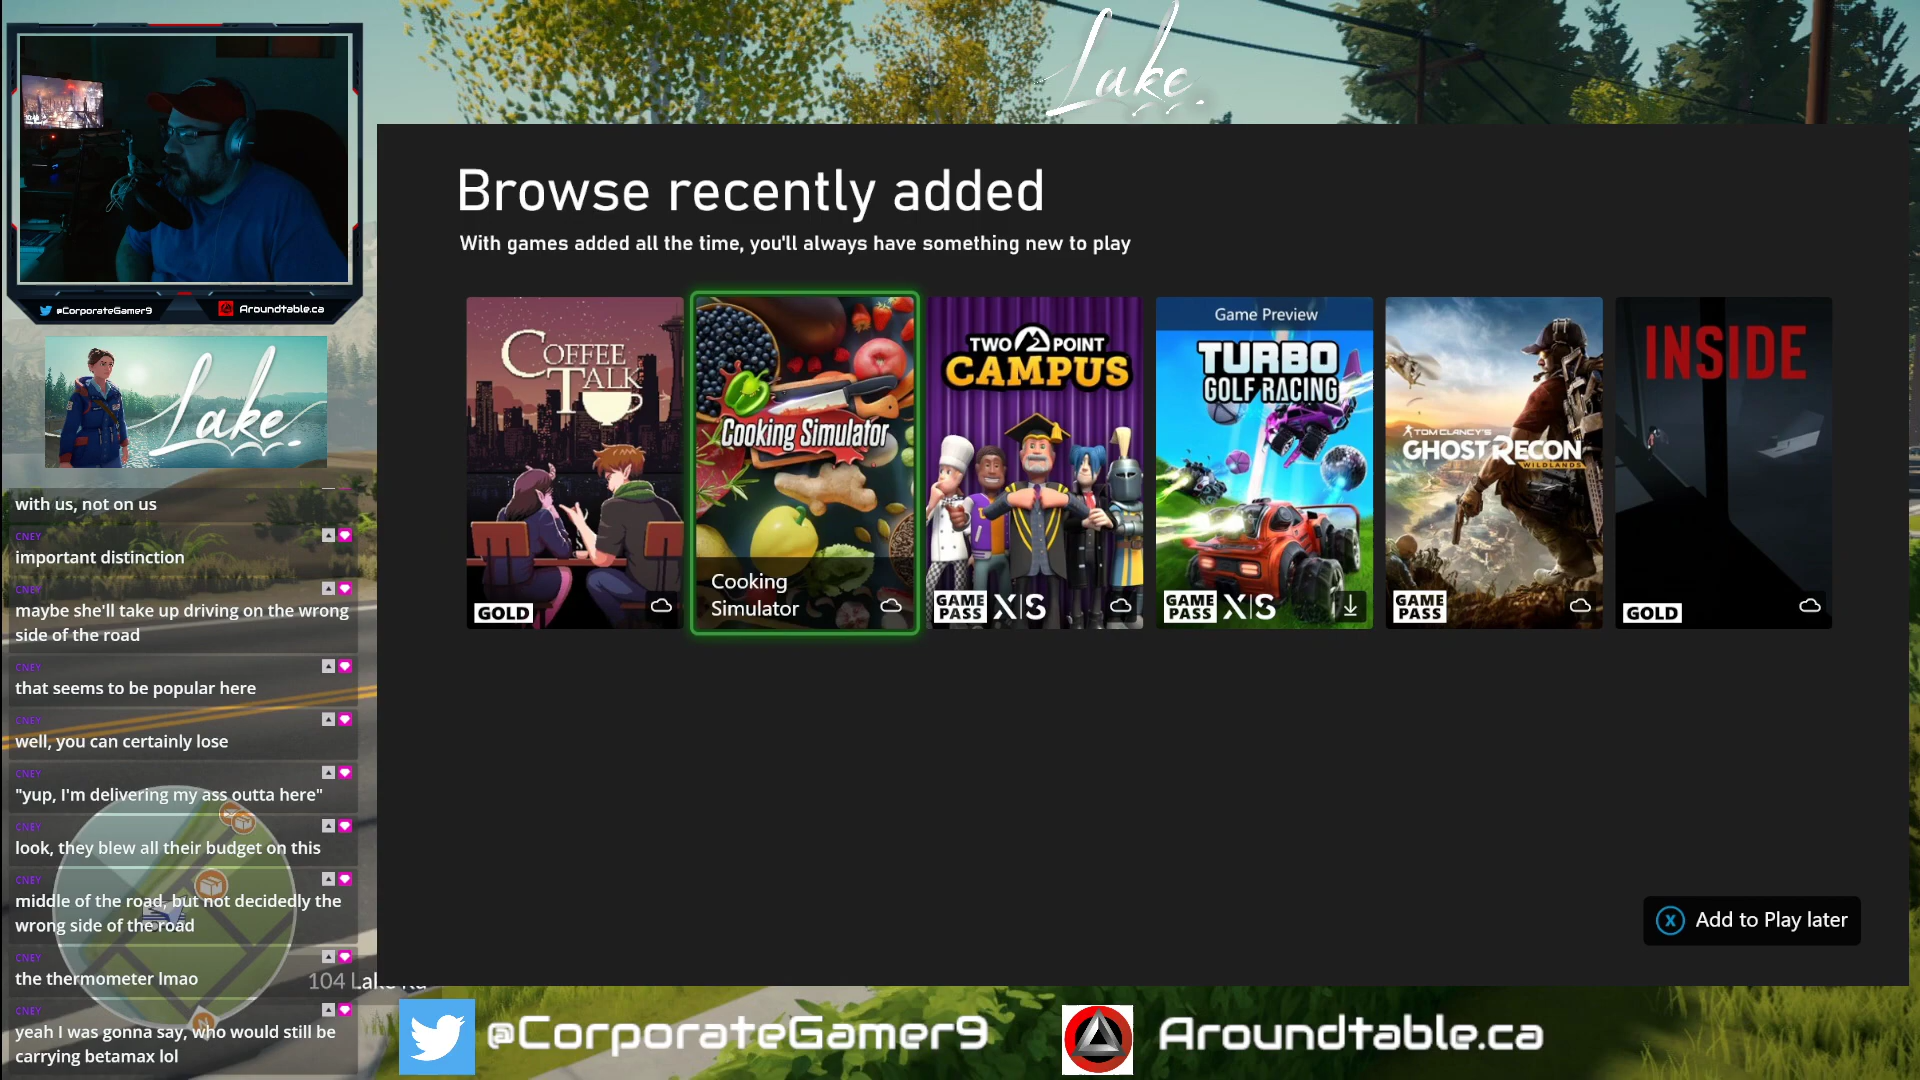 Lake.
@CorporateGamer9
Aroundtable.ca
Lake.
with us, not on us
CNEY
important distinction
CNEY
maybe she'll take up driving on the wrong
side of the road
CNEY
that seems to be popular here
CNEY
well, you can certainly lose
CNEY
"yup, I'm delivering my ass outta here"
CNEY
look, they blew all their budget on this
CNEY
middle of the road, but not decidedly the
wrong side of the road
CNEY
the thermometer lmao
CNEY
yeah I was gonna say, who would still be
carrying betamax lol
104 Lake Rd
Browse recently added
With games added all the time, you'll always have something new to play
COFFEE
TALK
GOLD
Cooking Simulator
Cooking
Simulator
TWO POINT
CAMPUS
GAME
PASS
X|S
Game Preview
TURBO
GOLF RACING
GAME
PASS
X|S
TOM CLANCY'S
GHOST RECON
WILDLANDS
GAME
PASS
INSIDE
GOLD
X Add to Play later
@CorporateGamer9
Aroundtable.ca